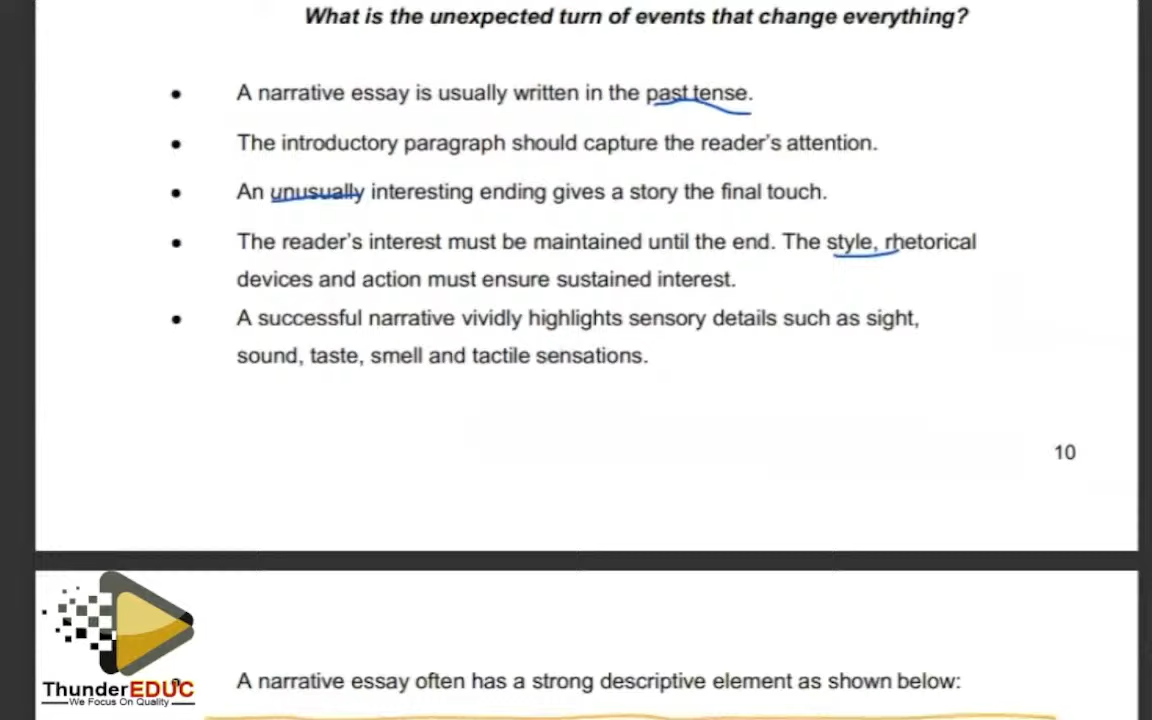 What is the unexpected turn of events that change everything?
• A narrative essay is usually written in the past tense.
• The introductory paragraph should capture the reader's attention.
• An unusually interesting ending gives a story the final touch.
• The reader's interest must be maintained until the end. The style, rhetorical
devices and action must ensure sustained interest.
• A successful narrative vividly highlights sensory details such as sight,
sound, taste, smell and tactile sensations.
10
A narrative essay often has a strong descriptive element as shown below:
ThunderEDUC
We Focus On Quality